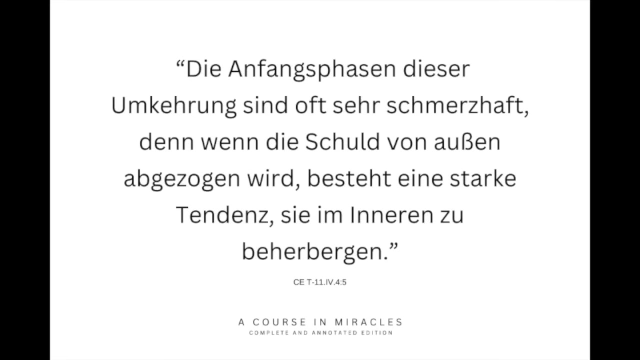 “Die Anfangsphasen dieser
Umkehrung sind oft sehr schmerzhaft,
denn wenn die Schuld von außen
abgezogen wird, besteht eine starke
Tendenz, sie im Inneren zu
beherbergen.”
CE T-11.IV.4:5
A COURSE IN MIRACLES
COMPLETE AND ANNOTATED EDITION